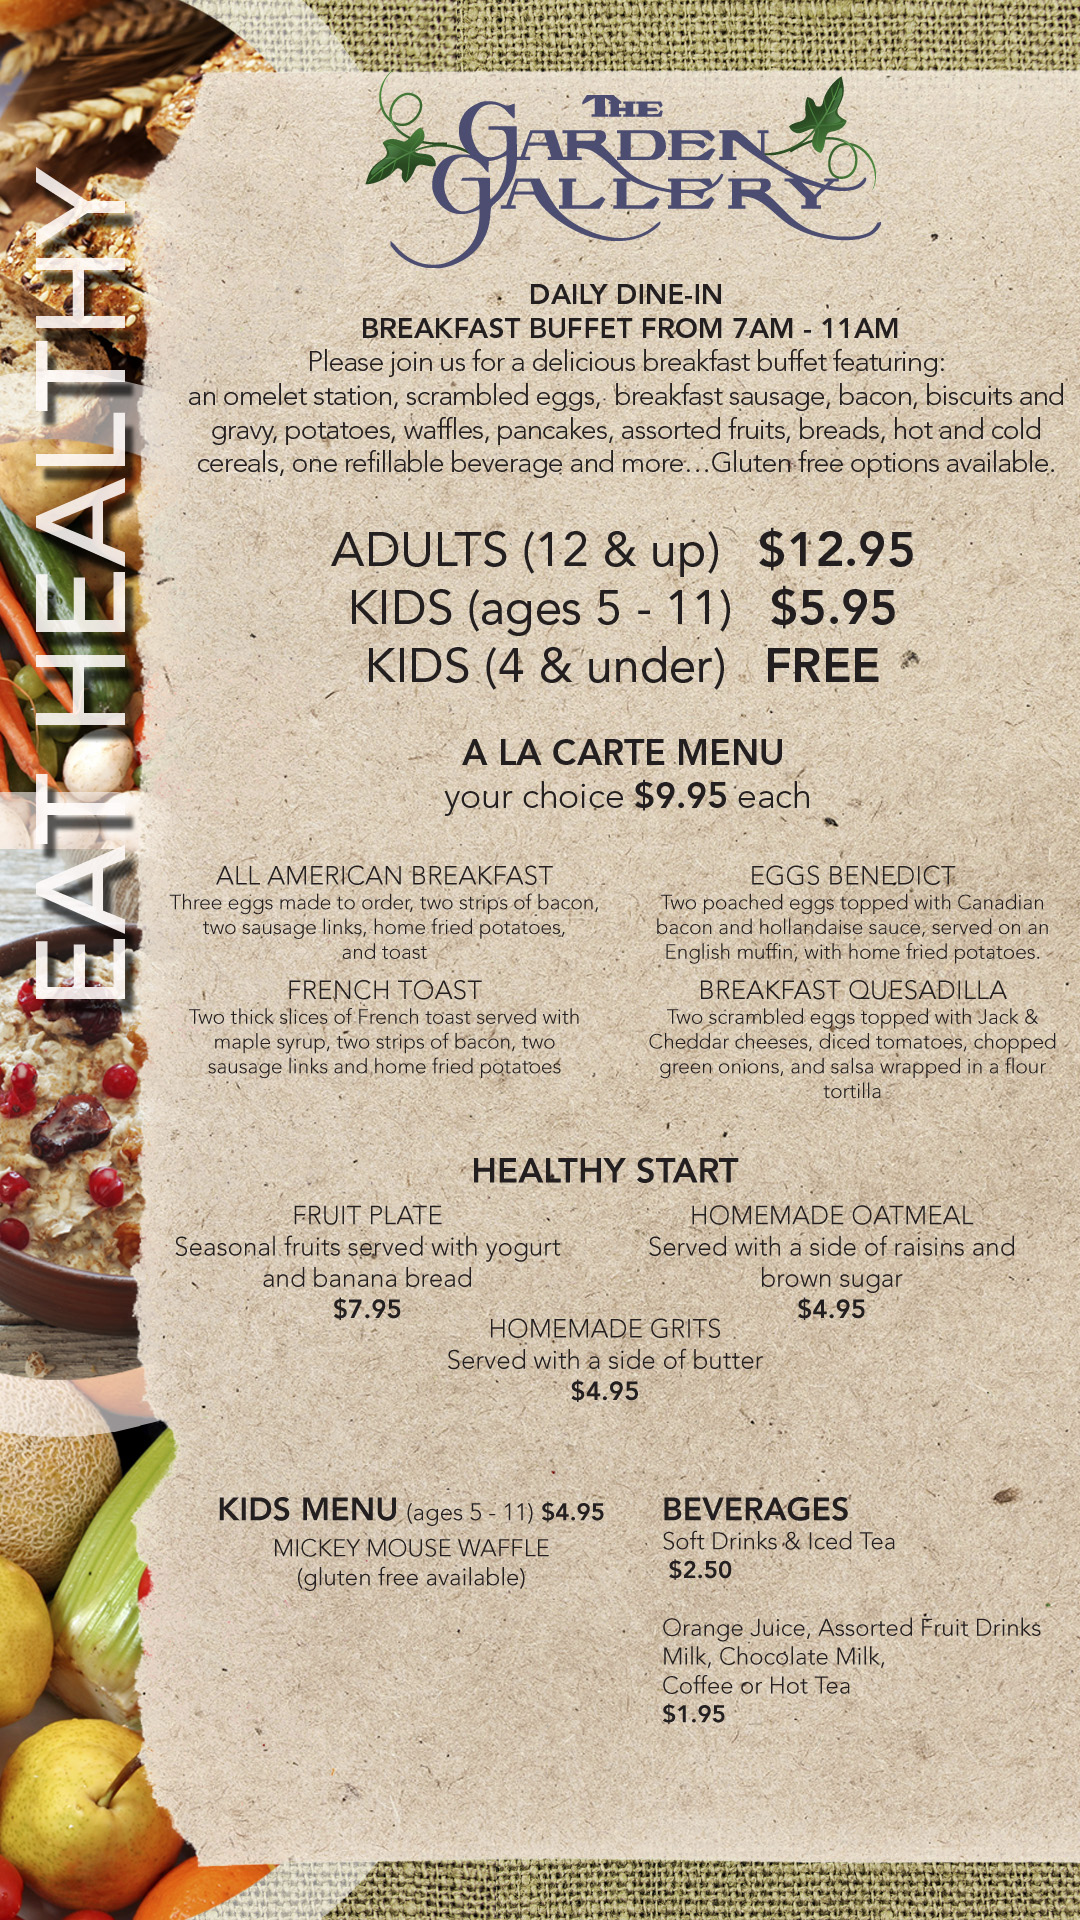 EAT HEALTHY
THE
GARDEN
GALLERY
DAILY DINE-IN
BREAKFAST BUFFET FROM 7AM - 11AM
Please join us for a delicious breakfast buffet featuring:
an omelet station, scrambled eggs, breakfast sausage, bacon, biscuits and
gravy, potatoes, waffles, pancakes, assorted fruits, breads, hot and cold
cereals, one refillable beverage and more...Gluten free options available.
ADULTS (12 & up) $12.95
KIDS (ages 5 - 11) $5.95
KIDS (4 & under) FREE
A LA CARTE MENU
your choice $9.95 each
ALL AMERICAN BREAKFAST
Three eggs made to order, two strips of bacon,
two sausage links, home fried potatoes,
and toast
FRENCH TOAST
Two thick slices of French toast served with
maple syrup, two strips of bacon, two
sausage links and home fried potatoes
EGGS BENEDICT
Two poached eggs topped with Canadian
bacon and hollandaise sauce, served on an
English muffin, with home fried potatoes.
BREAKFAST QUESADILLA
Two scrambled eggs topped with Jack &
Cheddar cheeses, diced tomatoes, chopped
green onions, and salsa wrapped in a flour
tortilla
HEALTHY START
FRUIT PLATE
Seasonal fruits served with yogurt
and banana bread
$7.95
HOMEMADE OATMEAL
Served with a side of raisins and
brown sugar
$4.95
HOMEMADE GRITS
Served with a side of butter
$4.95
KIDS MENU (ages 5 - 11) $4.95
MICKEY MOUSE WAFFLE
(gluten free available)
BEVERAGES
Soft Drinks & Iced Tea
$2.50
Orange Juice, Assorted Fruit Drinks
Milk, Chocolate Milk,
Coffee or Hot Tea
$1.95